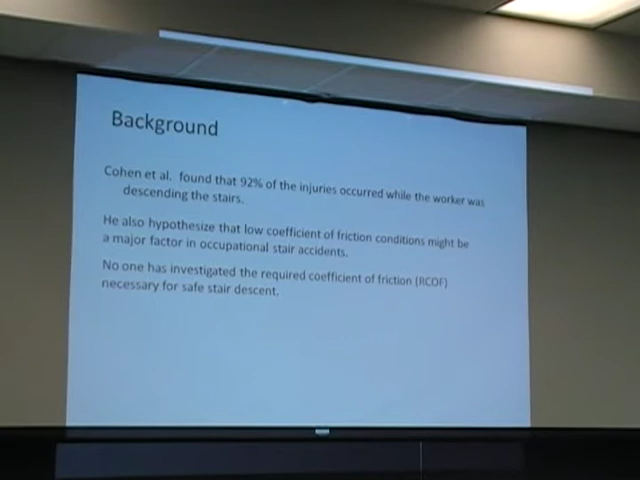 Background
Cohen et al. found that 92% of the injuries occurred while the worker was
descending the stairs.
He also hypothesize that low coefficient of friction conditions might be
a major factor in occupational stair accidents.
No one has investigated the required coefficient of friction (RCOF)
necessary for safe stair descent.